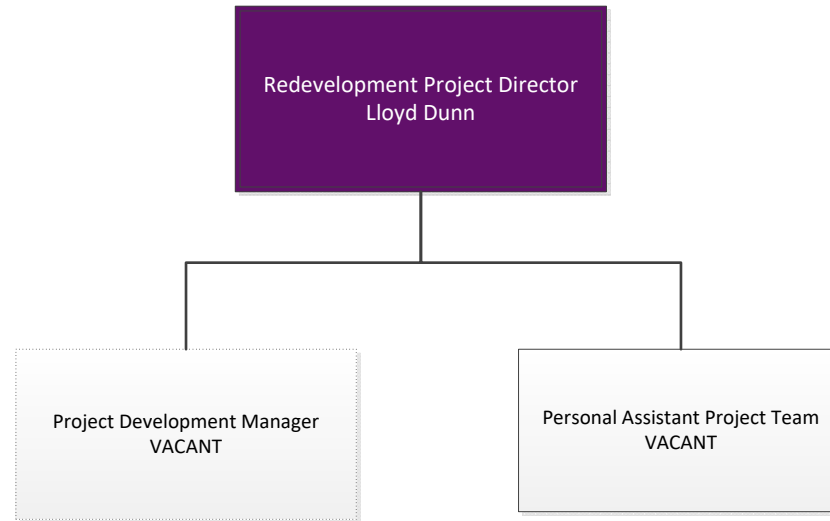 Redevelopment Project Director
Lloyd Dunn
Project Development Manager
VACANT
Personal Assistant Project Team
VACANT